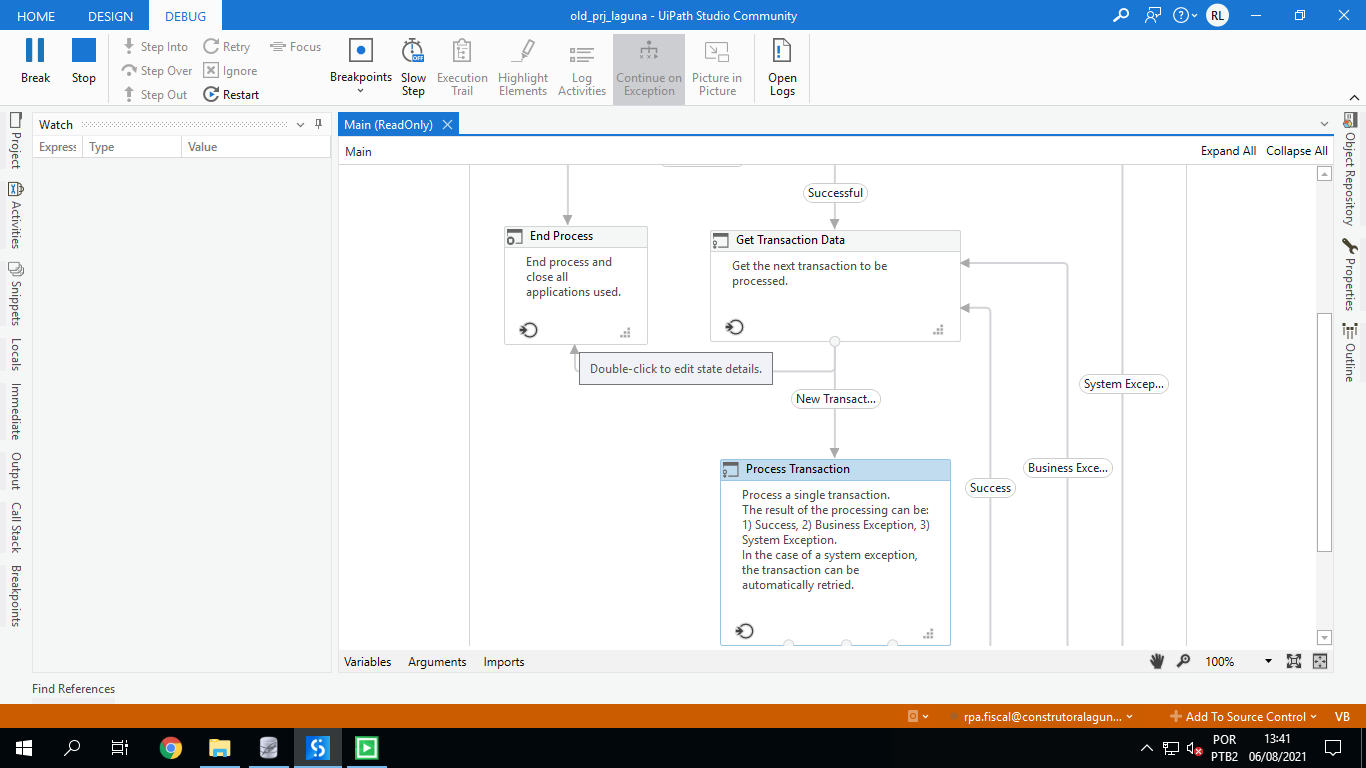 HOME DESIGN DEBUG old_prj_laguna - UiPath Studio Community RL
Break Stop Step Into Retry Focus
Step Over Ignore
Step Out Restart
Breakpoints Slow Step Execution Trail Highlight Elements Log Activities Continue on Exception Picture in Picture Open Logs
Watch
Express Type Value
Main (ReadOnly)
Main Expand All Collapse All
Project
Activities
Snippets
Locals
Immediate
Output
Call Stack
Breakpoints
Successful
End Process
End process and
close all
applications used.
Get Transaction Data
Get the next transaction to be
processed.
Double-click to edit state details.
New Transact...
System Excep...
Business Exce...
Success
Process Transaction
Process a single transaction.
The result of the processing can be:
1) Success, 2) Business Exception, 3)
System Exception.
In the case of a system exception,
the transaction can be
automatically retried.
Object Repository
Properties
Outline
Variables Arguments Imports 100%
Find References
rpa.fiscal@construtoralagun... Add To Source Control VB
POR 13:41
PTB2 06/08/2021